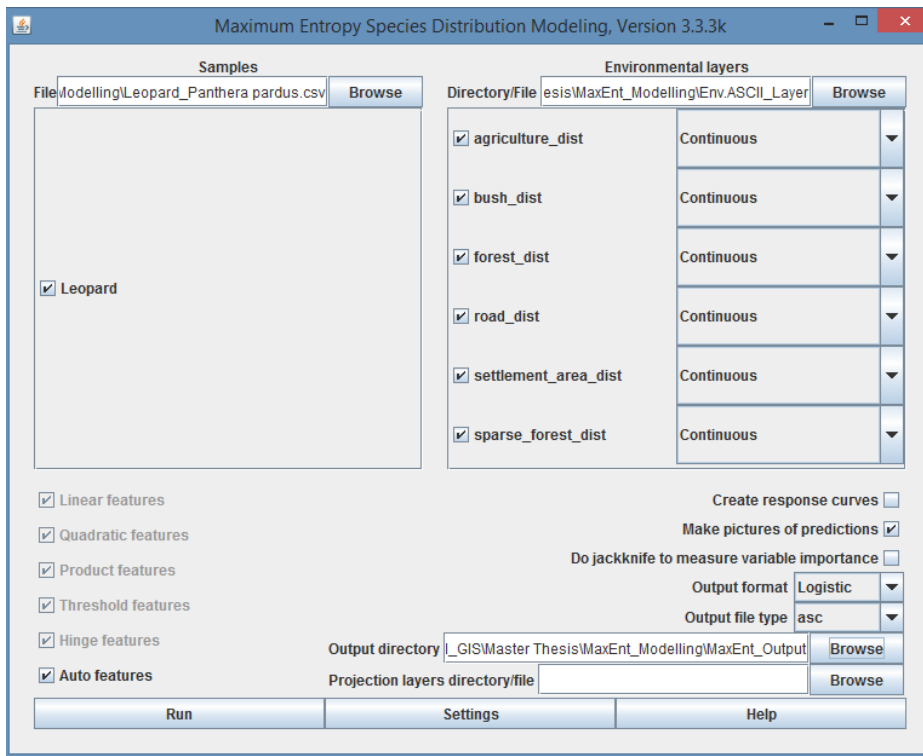 Maximum Entropy Species Distribution Modeling, Version 3.3.3k
Samples
File Modelling\Leopard_Panthera pardus.csv Browse
Leopard
Environmental layers
Directory/File esis\MaxEnt_Modelling\Env.ASCII_Layer Browse
agriculture_dist Continuous
bush_dist Continuous
forest_dist Continuous
road_dist Continuous
settlement_area_dist Continuous
sparse_forest_dist Continuous
Linear features
Quadratic features
Product features
Threshold features
Hinge features
Auto features
Create response curves
Make pictures of predictions
Do jackknife to measure variable importance
Output format Logistic
Output file type asc
Output directory I_GIS\Master Thesis\MaxEnt_Modelling\MaxEnt_Output Browse
Projection layers directory/file Browse
Run Settings Help